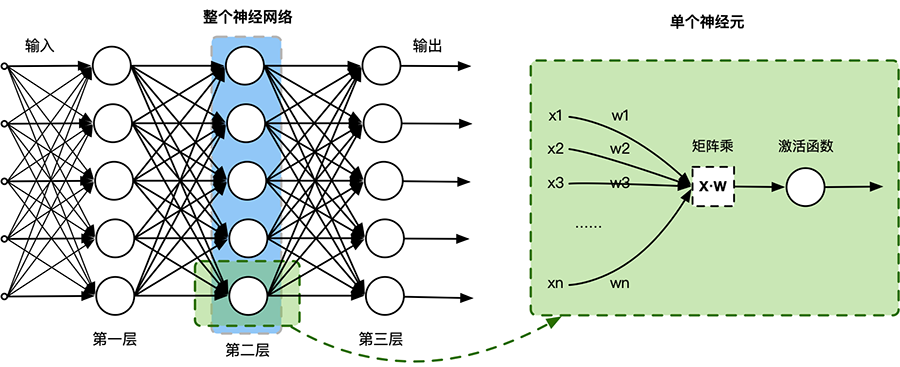 整个神经网络
输入
输出
第一层
第二层
第三层
单个神经元
x1
w1
x2
w2
x3
w3
......
xn
wn
矩阵乘
X·W
激活函数